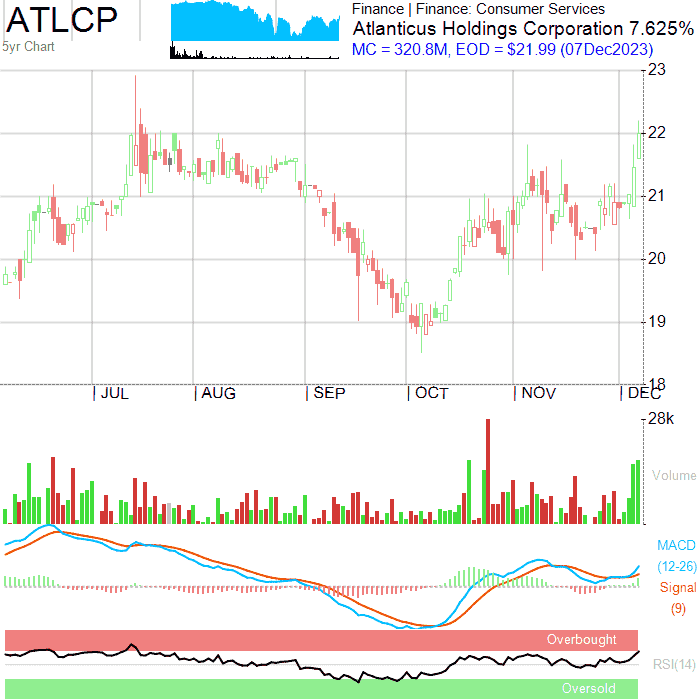 ATLCP
5yr Chart
Finance | Finance: Consumer Services
Atlanticus Holdings Corporation 7.625%
MC = 320.8M, EOD = $21.99 (07Dec2023)
23
22
21
20
19
18
JUL AUG SEP OCT NOV DEC
28k
Volume
MACD
(12-26)
Signal
(9)
Overbought
RSI(14)
Oversold